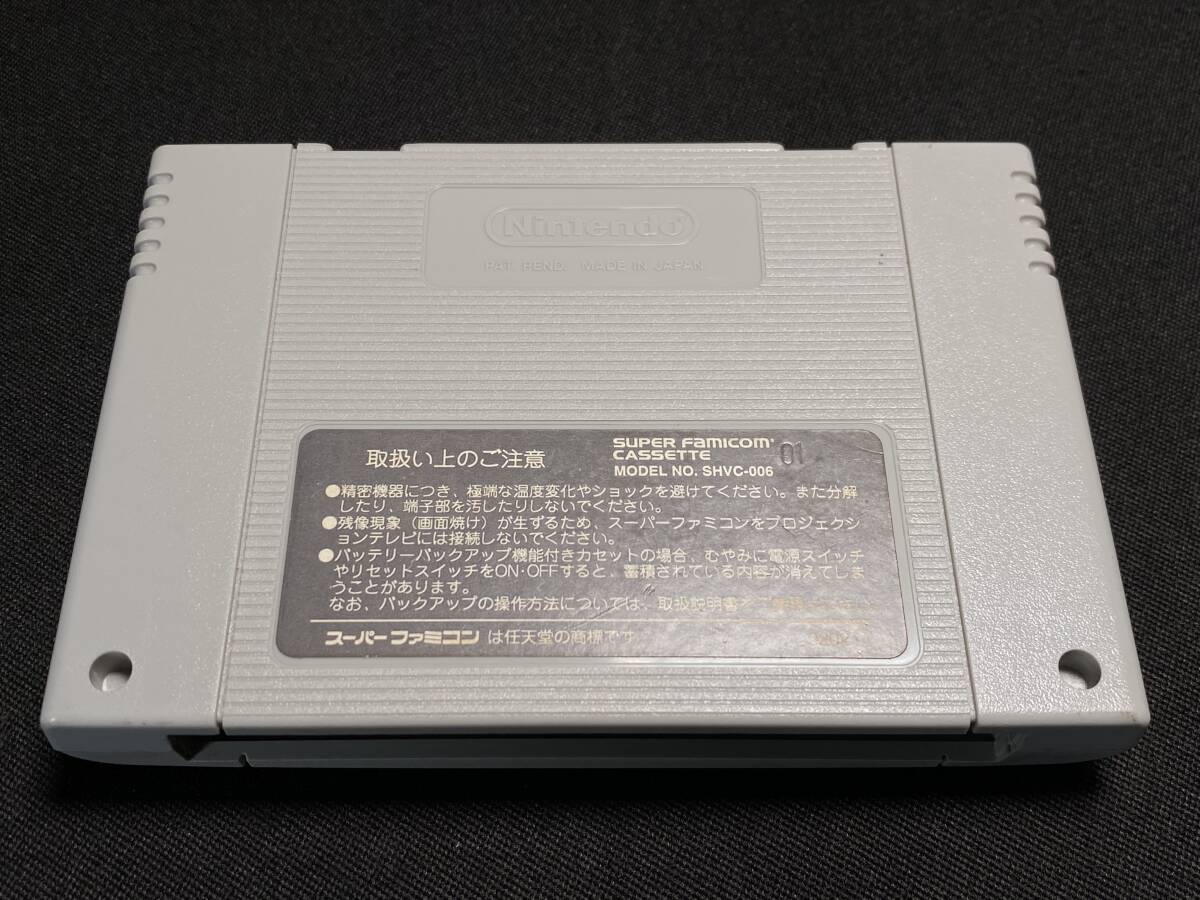 Nintendo®
PAT. PEND. MADE IN JAPAN
取扱い上のご注意
SUPER FAMICOM®
CASSETTE
MODEL NO. SHVC-006
01
●精密機器につき、極端な温度変化やショックを避けてください。また分解
したり、端子部を汚したりしないでください。
●残像現象（画面焼け）が生ずるため、スーパーファミコンをプロジェクシ
ョンテレビには接続しないでください。
●バッテリーバックアップ機能付きカセットの場合、むやみに電源スイッチ
やリセットスイッチをON・OFFすると、蓄積されている内容が消えてしま
うことがあります。
なお、バックアップの操作方法については、取扱説明書を
スーパーファミコン は任天堂の商標です